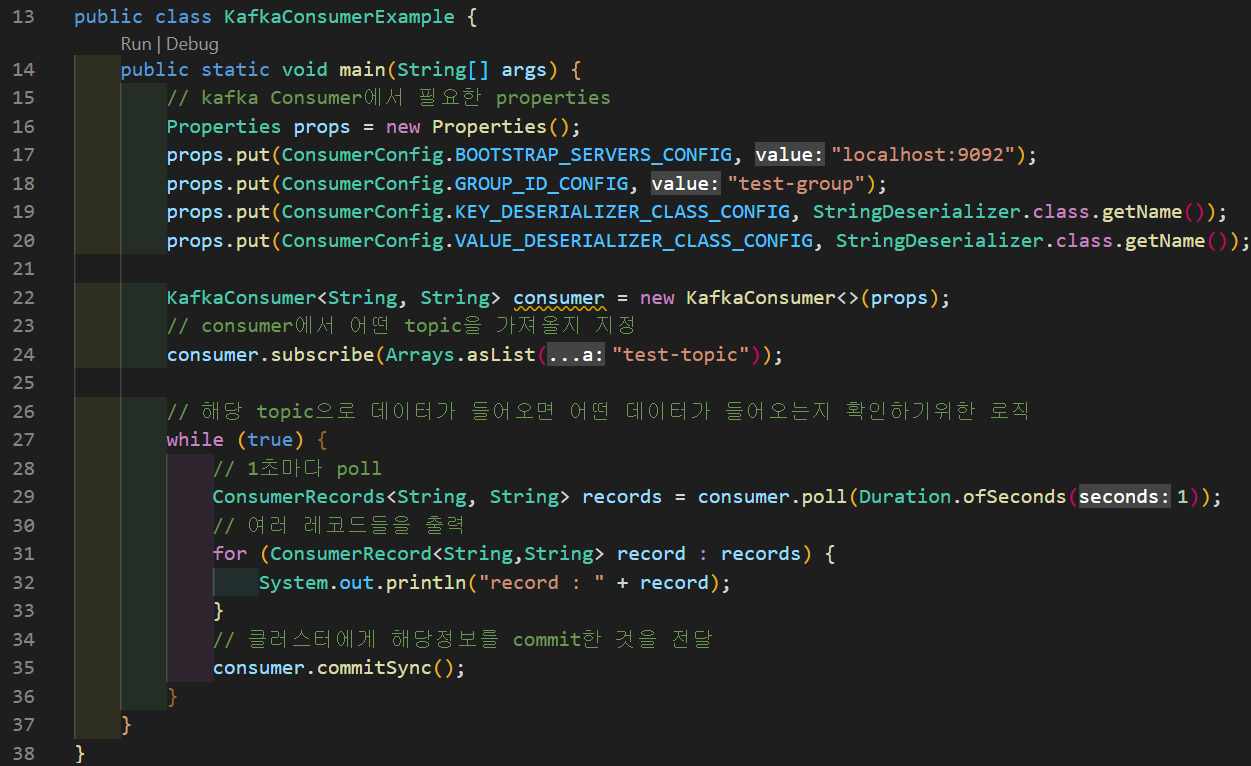 13 public class KafkaConsumerExample {
Run | Debug
14 public static void main(String[] args) {
15 // kafka Consumer에서 필요한 properties
16 Properties props = new Properties();
17 props.put(ConsumerConfig.BOOTSTRAP_SERVERS_CONFIG, value: "localhost:9092");
18 props.put(ConsumerConfig.GROUP_ID_CONFIG, value: "test-group");
19 props.put(ConsumerConfig.KEY_DESERIALIZER_CLASS_CONFIG, StringDeserializer.class.getName());
20 props.put(ConsumerConfig.VALUE_DESERIALIZER_CLASS_CONFIG, StringDeserializer.class.getName());
21
22 KafkaConsumer<String, String> consumer = new KafkaConsumer<>(props);
23 // consumer에서 어떤 topic을 가져올지 지정
24 consumer.subscribe(Arrays.asList(...a: "test-topic"));
25
26 // 해당 topic으로 데이터가 들어오면 어떤 데이터가 들어오는지 확인하기위한 로직
27 while (true) {
28 // 1초마다 poll
29 ConsumerRecords<String, String> records = consumer.poll(Duration.ofSeconds(seconds: 1));
30 // 여러 레코드들을 출력
31 for (ConsumerRecord<String,String> record : records) {
32 System.out.println("record : " + record);
33 }
34 // 클러스터에게 해당정보를 commit한 것을 전달
35 consumer.commitSync();
36 }
37 }
38 }